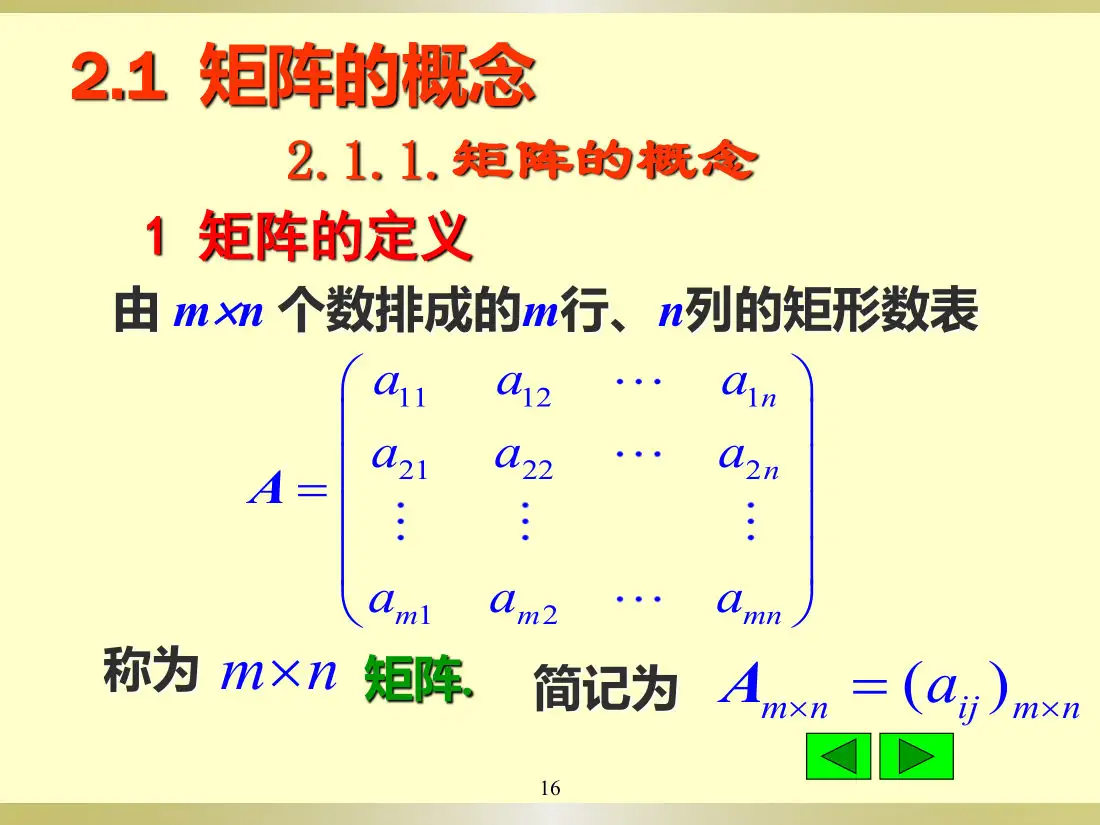 2.1 矩阵的概念
2.1.1.矩阵的概念
1 矩阵的定义
由 m×n 个数排成的m行、n列的矩形数表
a11 a12 ⋯ a1n
a21 a22 ⋯ a2n
A =
⋮ ⋮ ⋮
am1 am2 ⋯ amn
称为 m×n 矩阵. 简记为 Am×n = (aij)m×n
16